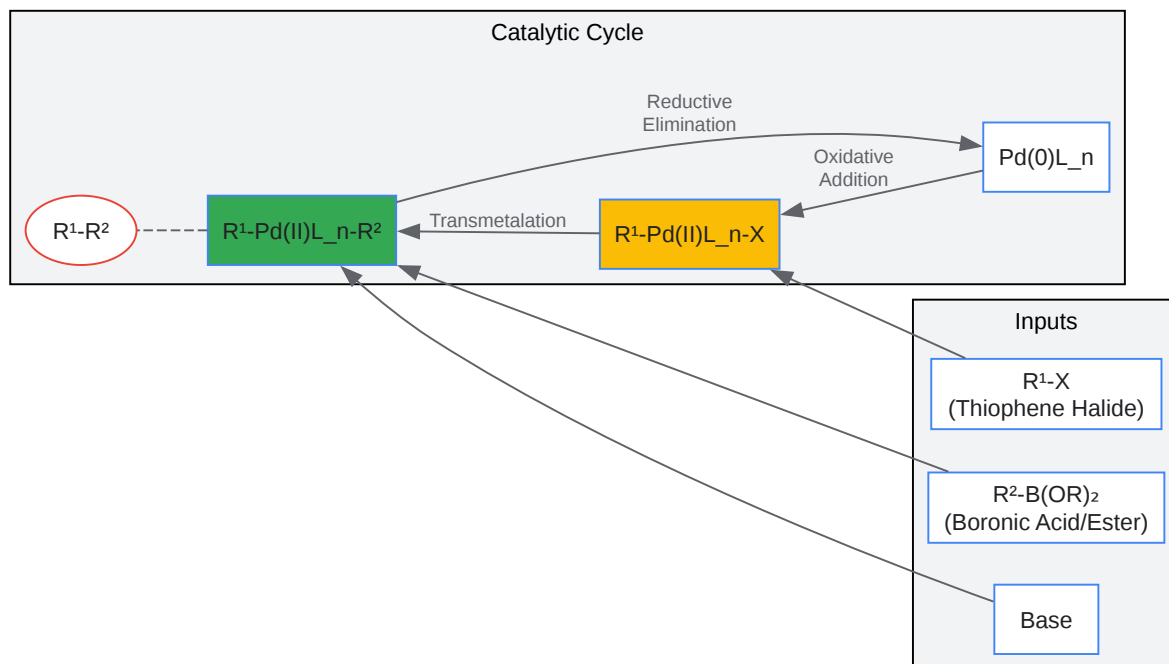 Catalytic Cycle
Reductive
Elimination
Pd(0)L_n
Oxidative
Addition
R¹-R²
R¹-Pd(II)L_n-R²
Transmetalation
R¹-Pd(II)L_n-X
Inputs
R¹-X
(Thiophene Halide)
R²-B(OR)₂
(Boronic Acid/Ester)
Base